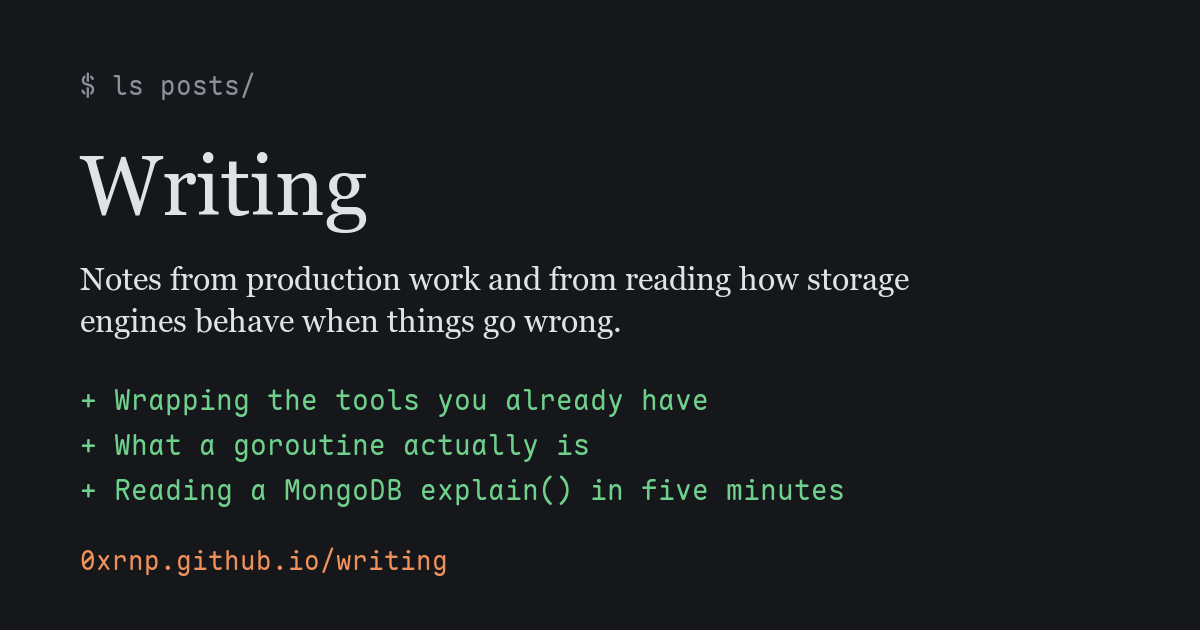 $ ls posts/
Writing
Notes from production work and from reading how storage
engines behave when things go wrong.
+ Wrapping the tools you already have
+ What a goroutine actually is
+ Reading a MongoDB explain() in five minutes
0xrnp.github.io/writing